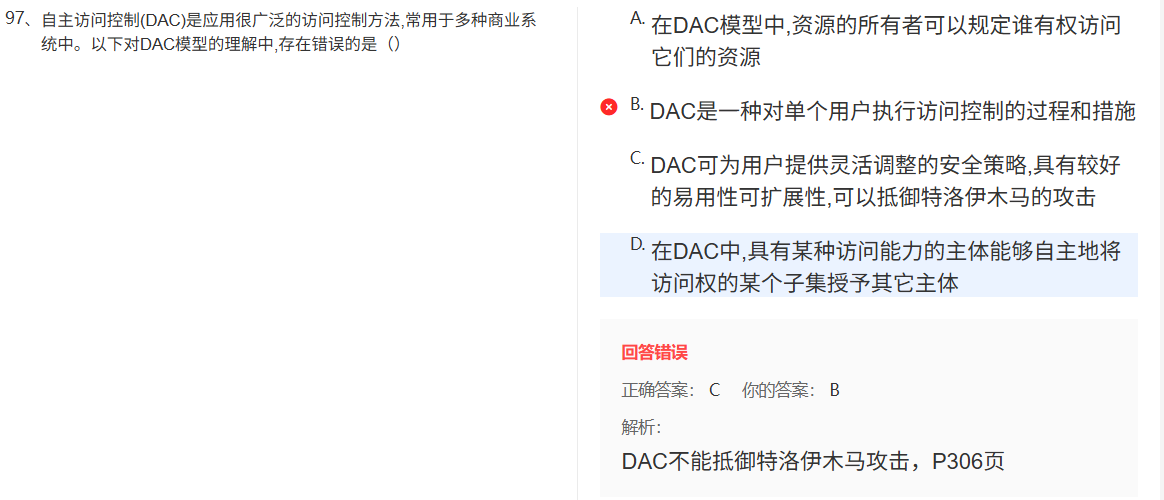 97、自主访问控制(DAC)是应用很广泛的访问控制方法,常用于多种商业系
统中。以下对DAC模型的理解中,存在错误的是（）
A. 在DAC模型中,资源的所有者可以规定谁有权访问
它们的资源
B. DAC是一种对单个用户执行访问控制的过程和措施
C. DAC可为用户提供灵活调整的安全策略,具有较好
的易用性可扩展性,可以抵御特洛伊木马的攻击
D. 在DAC中,具有某种访问能力的主体能够自主地将
访问权的某个子集授予其它主体
回答错误
正确答案： C 你的答案： B
解析：
DAC不能抵御特洛伊木马攻击，P306页